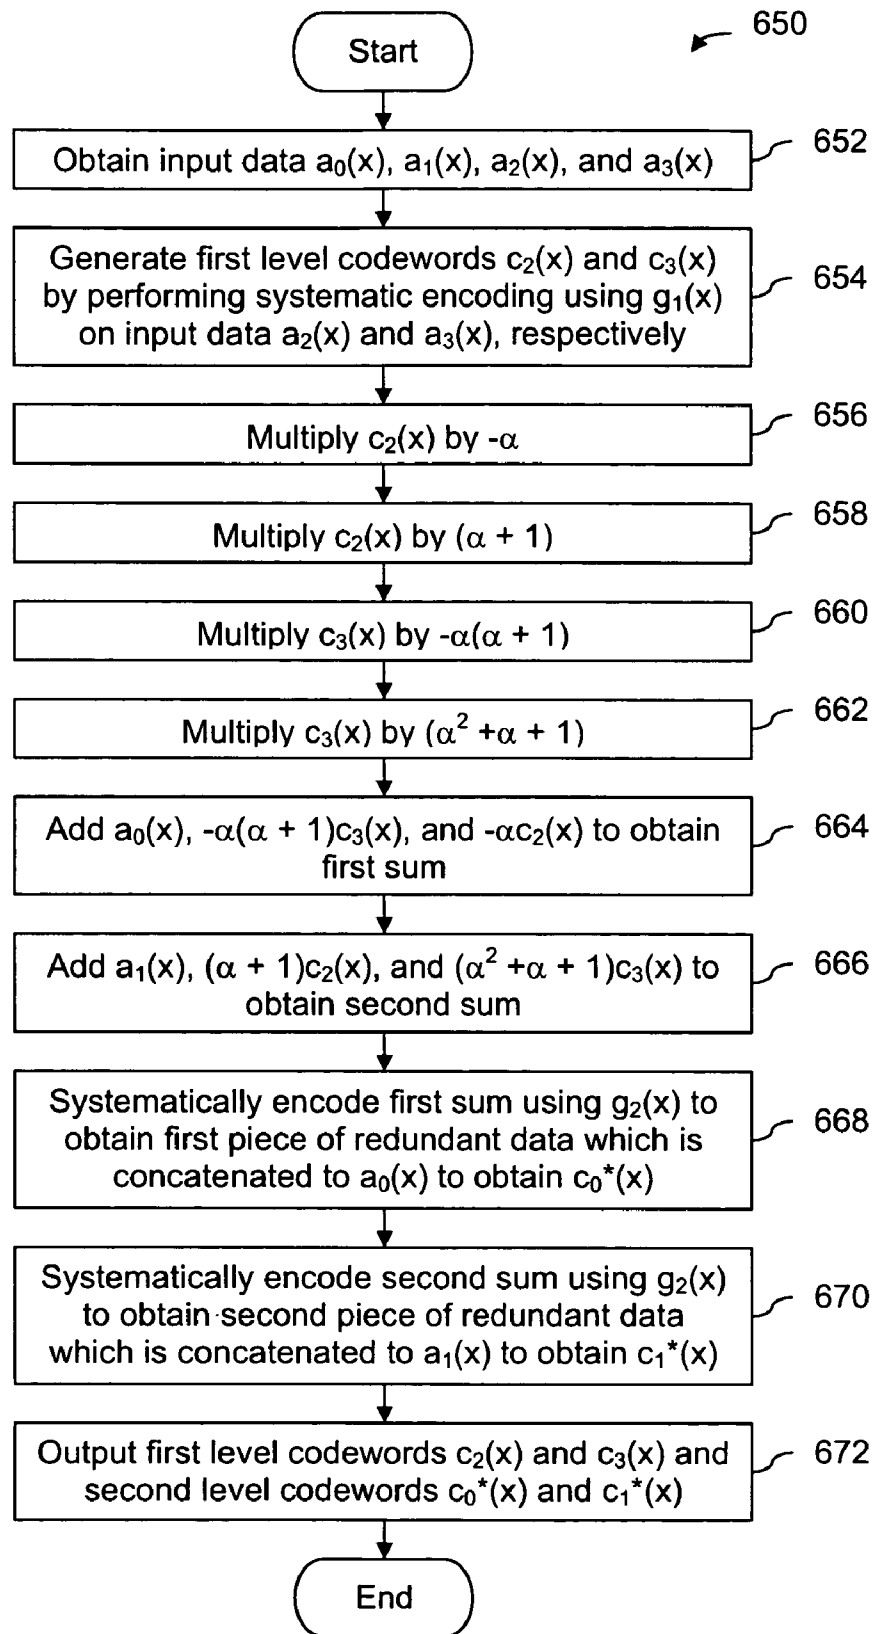 650
Start
Obtain input data a₀(x), a₁(x), a₂(x), and a₃(x)
652
Generate first level codewords c₂(x) and c₃(x)
by performing systematic encoding using g₁(x)
on input data a₂(x) and a₃(x), respectively
654
Multiply c₂(x) by -α
656
Multiply c₂(x) by (α + 1)
658
Multiply c₃(x) by -α(α + 1)
660
Multiply c₃(x) by (α² +α + 1)
662
Add a₀(x), -α(α + 1)c₃(x), and -αc₂(x) to obtain
first sum
664
Add a₁(x), (α + 1)c₂(x), and (α² +α + 1)c₃(x) to
obtain second sum
666
Systematically encode first sum using g₂(x) to
obtain first piece of redundant data which is
concatenated to a₀(x) to obtain c₀*(x)
668
Systematically encode second sum using g₂(x)
to obtain second piece of redundant data
which is concatenated to a₁(x) to obtain c₁*(x)
670
Output first level codewords c₂(x) and c₃(x) and
second level codewords c₀*(x) and c₁*(x)
672
End